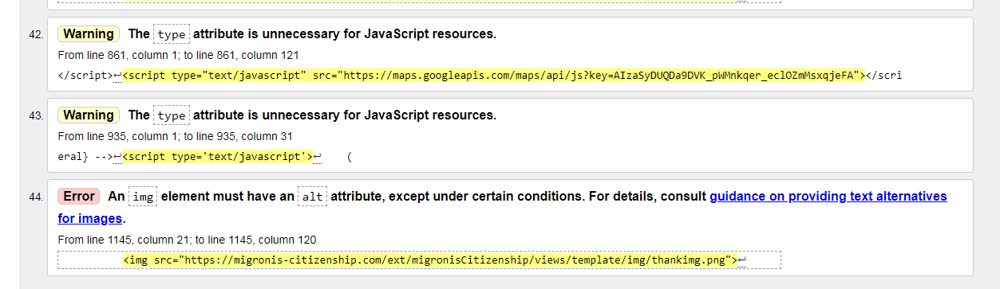 42. Warning The type attribute is unnecessary for JavaScript resources.
From line 861, column 1; to line 861, column 121
</script>↩<script type="text/javascript" src="https://maps.googleapis.com/maps/api/js?key=AIzaSyDUQDa9DVK_pWMnkqer_eclOZmMsxqjeFA"></scri
43. Warning The type attribute is unnecessary for JavaScript resources.
From line 935, column 1; to line 935, column 31
eral} -->↩<script type='text/javascript'>↩ (
44. Error An img element must have an alt attribute, except under certain conditions. For details, consult guidance on providing text alternatives
for images.
From line 1145, column 21; to line 1145, column 120
<img src="https://migronis-citizenship.com/ext/migronisCitizenship/views/template/img/thankimg.png">↩